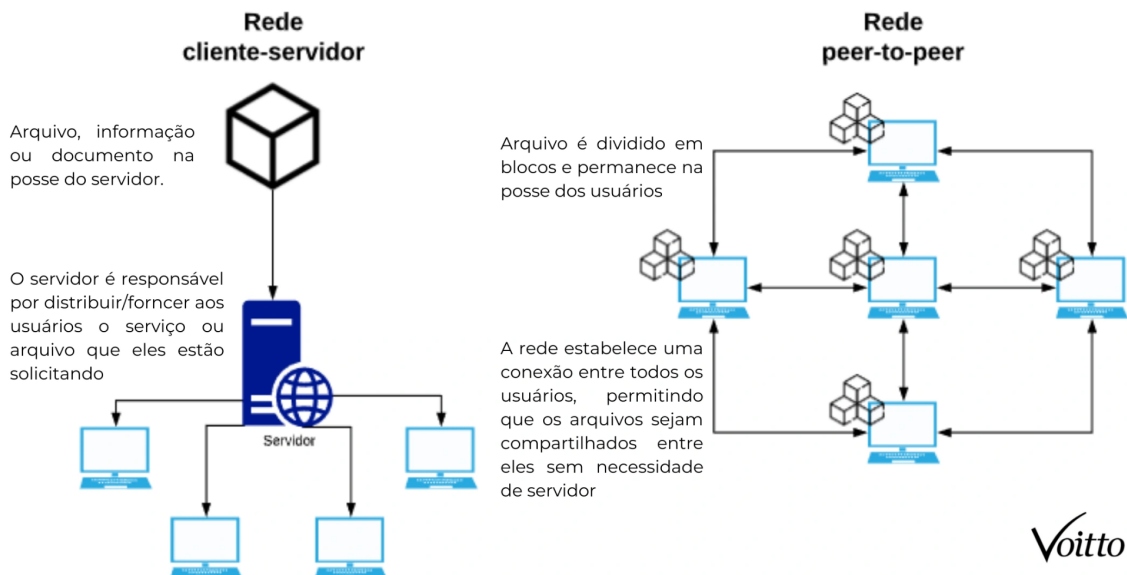 Rede
cliente-servidor
Arquivo, informação
ou documento na
posse do servidor.
O servidor é responsável
por distribuir/forncer aos
usuários o serviço ou
arquivo que eles estão
solicitando
Servidor
Rede
peer-to-peer
Arquivo é dividido em
blocos e permanece na
posse dos usuários
A rede estabelece uma
conexão entre todos os
usuários, permitindo
que os arquivos sejam
compartilhados entre
eles sem necessidade
de servidor
Voitto